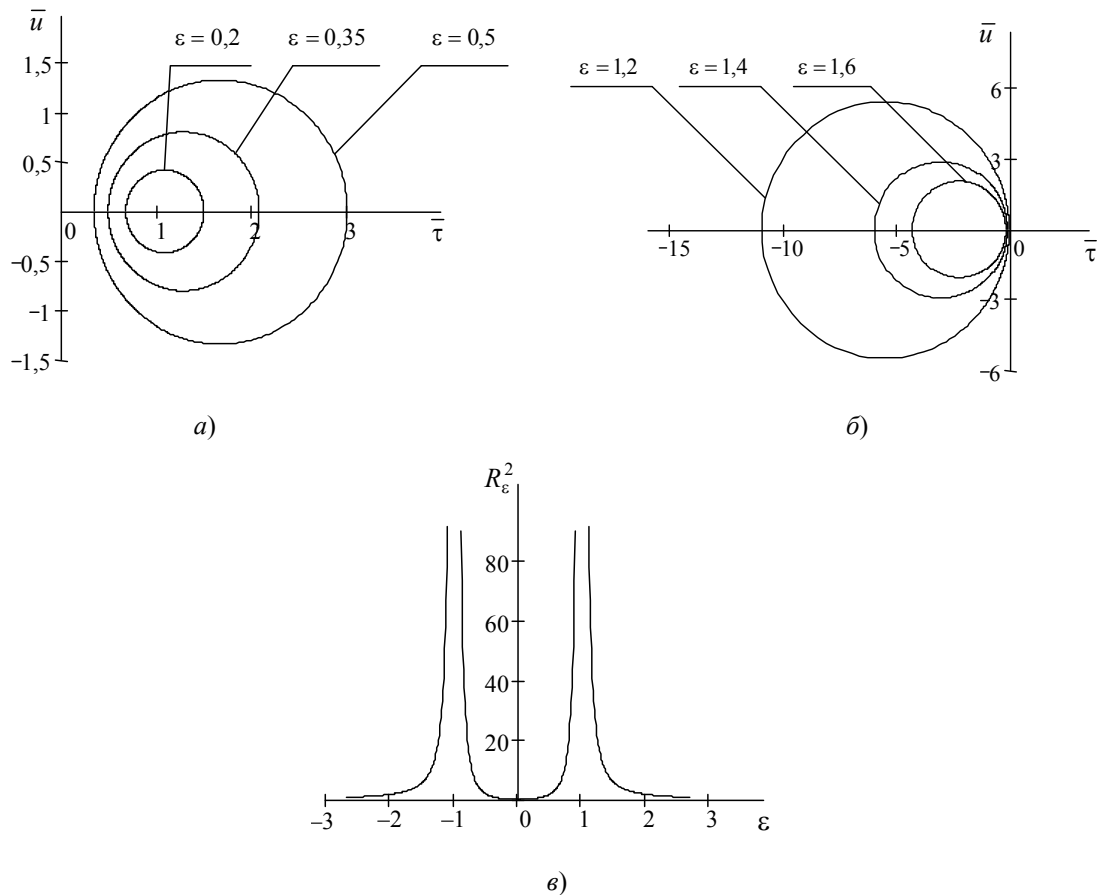 u̅
ε = 0,2
ε = 0,35
ε = 0,5
1,5
1
0,5
0
1
2
3
τ̅
−0,5
−1
−1,5
а)
u̅
ε = 1,2
ε = 1,4
ε = 1,6
6
3
−15
−10
−5
0
τ̅
−3
−6
б)
R²ε
80
60
40
20
−3
−2
−1
0
1
2
3
ε
в)